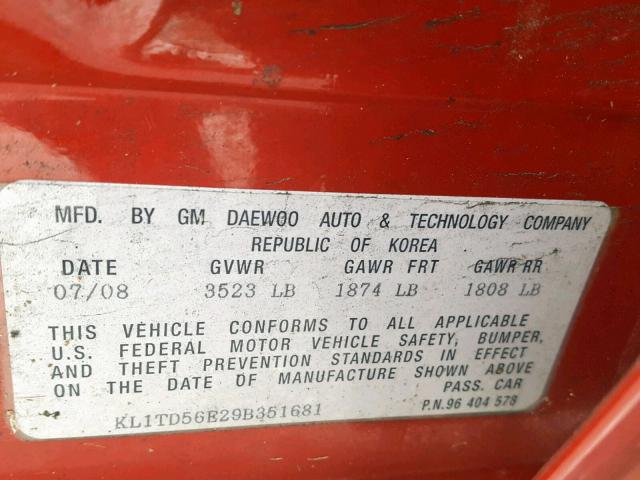 MFD. BY GM DAEWOO AUTO & TECHNOLOGY COMPANY
REPUBLIC OF KOREA
DATE GVWR GAWR FRT GAWR RR
07/08 3523 LB 1874 LB 1808 LB
THIS VEHICLE CONFORMS TO ALL APPLICABLE
U.S. FEDERAL MOTOR VEHICLE SAFETY, BUMPER,
AND THEFT PREVENTION STANDARDS IN EFFECT
ON THE DATE OF MANUFACTURE SHOWN ABOVE
PASS. CAR
KL1TD56E29B351681 P.N.96 404 578